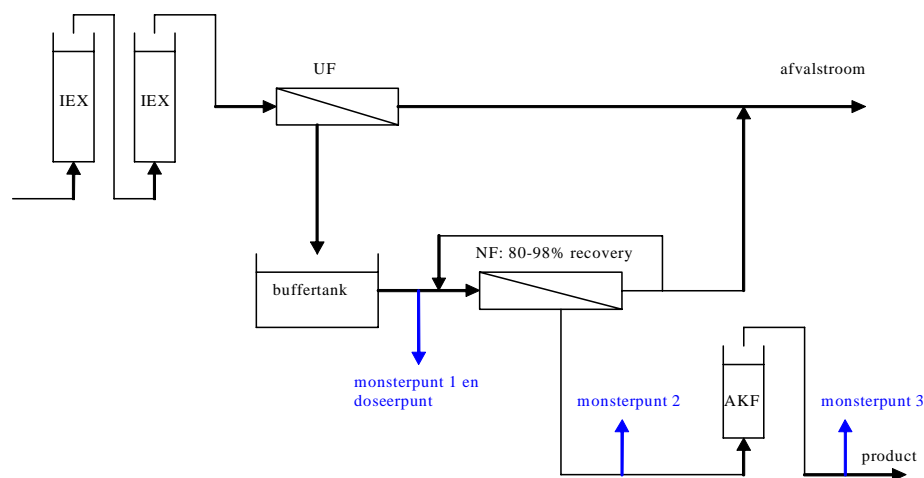 UF
afvalstroom
IEX
IEX
NF: 80-98% recovery
buffertank
monsterpunt 1 en
doseerpunt
monsterpunt 2
AKF
monsterpunt 3
product